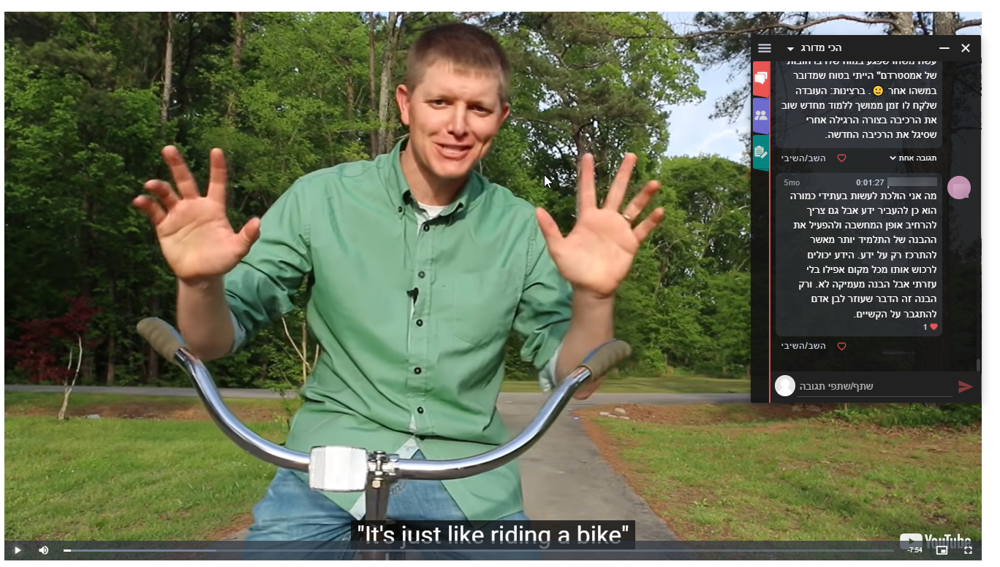 הכי מדורג
של אמסטרדם" הייתי בטוח שמדובר
במשהו אחר 🙂. ברצינות: העובדה
שלקח לו זמן ממושך ללמוד מחדש שוב
את הרכיבה בצורה הרגילה אחרי
שסיגל את הרכיבה החדשה.
תגובה אחת
השב/השיבי
0:01:27
5mo
מה אני הולכת לעשות בעתידי כמורה
הוא כן להעביר ידע אבל גם צריך
להרחיב אופן המחשבה ולהפעיל את
ההבנה של התלמיד יותר מאשר
להתרכז רק על ידע. הידע יכולים
לרכוש אותו מכל מקום אפילו בלי
עזרתי אבל הבנה מעמיקה לא. ורק
הבנה זה הדבר שעוזר לבן אדם
להתגבר על הקשיים.
1
השב/השיבי
שתף/שתפי תגובה
"It's just like riding a bike"
YouTube
-7:54